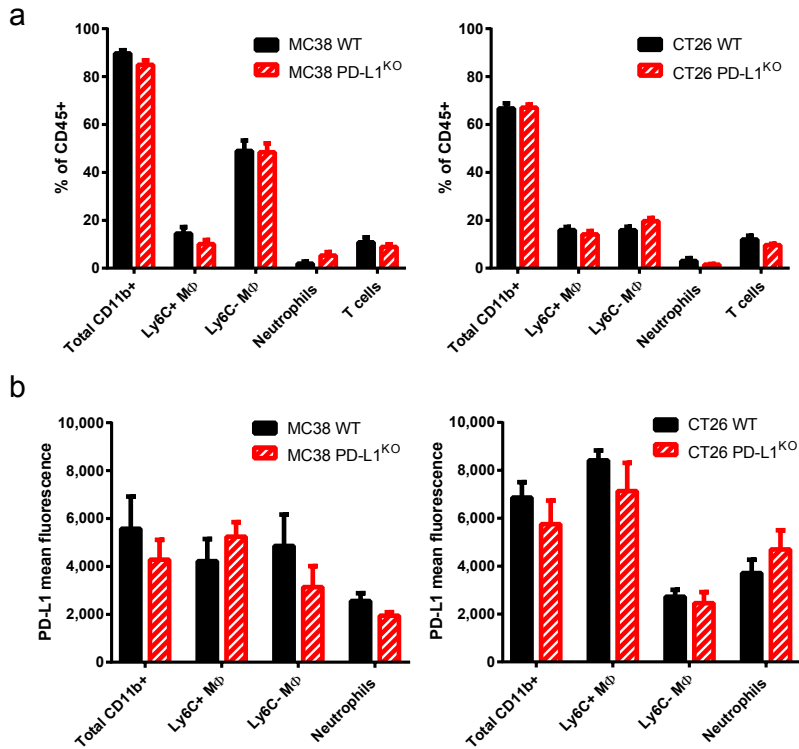 a
100
80
60
40
20
0
% of CD45+
MC38 WT
MC38 PD-L1KO
Total CD11b+
Ly6C+ MΦ
Ly6C- MΦ
Neutrophils
T cells
100
80
60
40
20
0
% of CD45+
CT26 WT
CT26 PD-L1KO
Total CD11b+
Ly6C+ MΦ
Ly6C- MΦ
Neutrophils
T cells
b
10,000
8,000
6,000
4,000
2,000
0
PD-L1 mean fluorescence
MC38 WT
MC38 PD-L1KO
Total CD11b+
Ly6C+ MΦ
Ly6C- MΦ
Neutrophils
10,000
8,000
6,000
4,000
2,000
0
PD-L1 mean fluorescence
CT26 WT
CT26 PD-L1KO
Total CD11b+
Ly6C+ MΦ
Ly6C- MΦ
Neutrophils